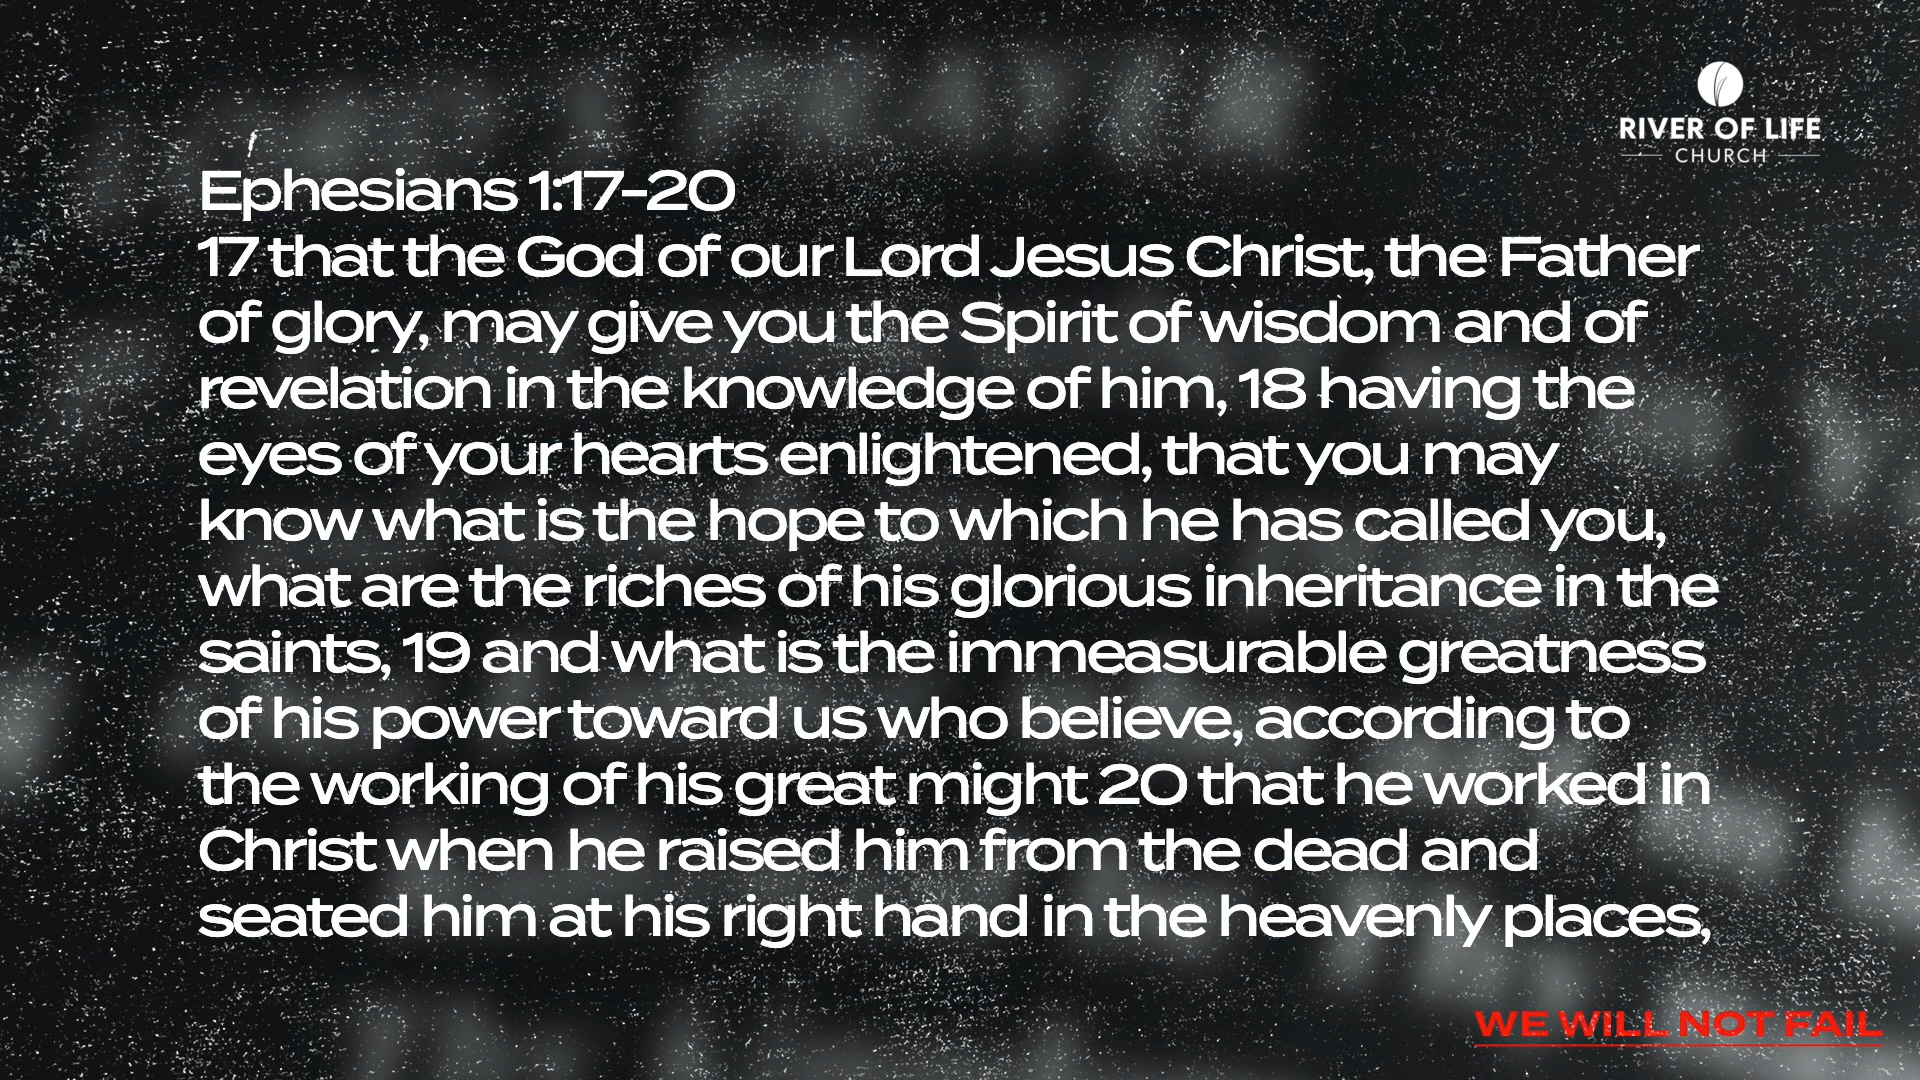 RIVER OF LIFE
CHURCH
Ephesians 1:17-20
17 that the God of our Lord Jesus Christ, the Father
of glory, may give you the Spirit of wisdom and of
revelation in the knowledge of him, 18 having the
eyes of your hearts enlightened, that you may
know what is the hope to which he has called you,
what are the riches of his glorious inheritance in the
saints, 19 and what is the immeasurable greatness
of his power toward us who believe, according to
the working of his great might 20 that he worked in
Christ when he raised him from the dead and
seated him at his right hand in the heavenly places,
WE WILL NOT FAIL